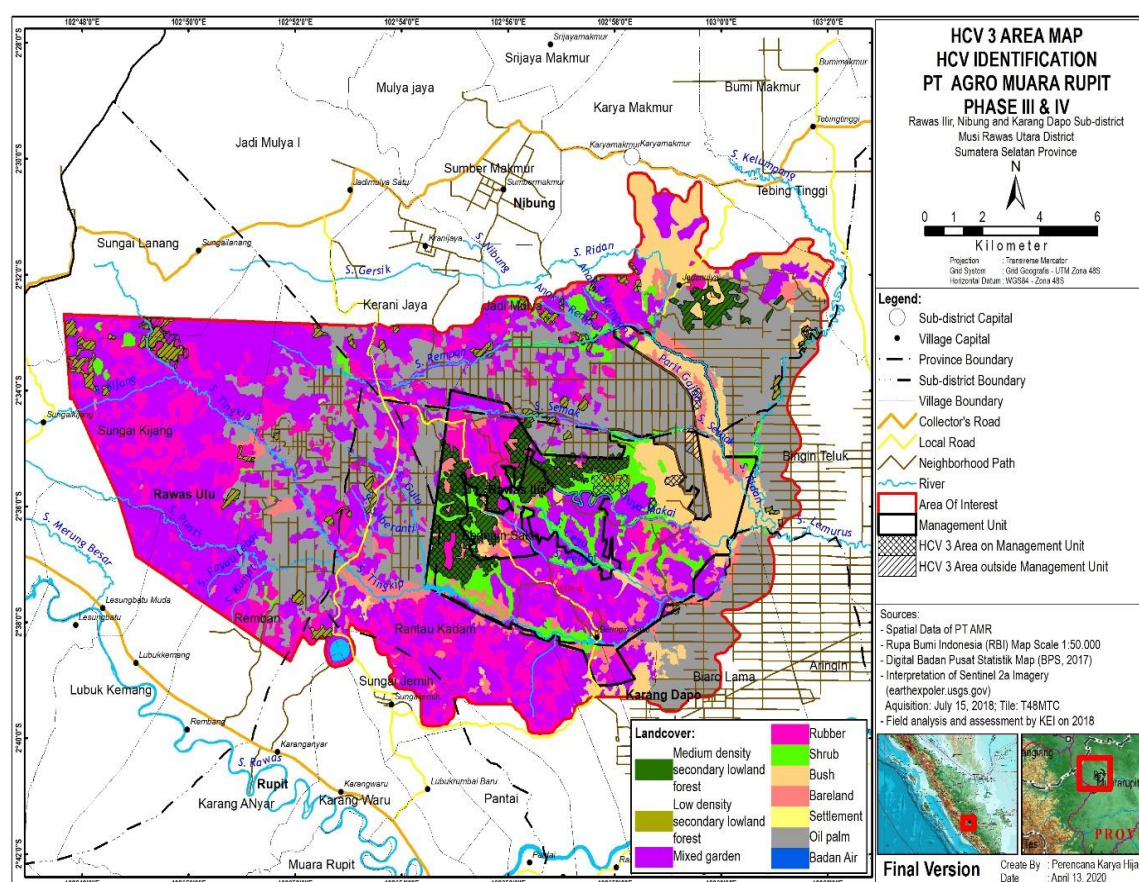 HCV 3 AREA MAP
HCV IDENTIFICATION
PT AGRO MUARA RUPIT
PHASE III & IV
Rawas Ilir, Nibung and Karang Dapo Sub-district
Musi Rawas Utara District
Sumatera Selatan Province
N
0 1 2 4 6
Kilometer
Projection : Transverse Mercator
Grid System : Grid Geografis - UTM Zona 48S
Horizontal Datum : WGS84 - Zona 48S
Legend:
Sub-district Capital
Village Capital
Province Boundary
Sub-district Boundary
Village Boundary
Collector's Road
Local Road
Neighborhood Path
River
Area Of Interest
Management Unit
HCV 3 Area on Management Unit
HCV 3 Area outside Management Unit
Sources:
- Spatial Data of PT AMR
- Rupa Bumi Indonesia (RBI) Map Scale 1:50.000
- Digital Badan Pusat Statistik Map (BPS, 2017)
- Interpretation of Sentinel 2a Imagery
(earthexpoler.usgs.gov)
Aquisition: July 15, 2018; Tile: T48MTC
- Field analysis and assessment by KEI on 2018
PROV
Final Version
Create By : Perencana Karya Hija
Date : April 13, 2020
Landcover:
Medium density
secondary lowland
forest
Low density
secondary lowland
forest
Mixed garden
Rubber
Shrub
Bush
Bareland
Settlement
Oil palm
Badan Air
102°48'0"E 102°50'0"E 102°52'0"E 102°54'0"E 102°56'0"E 102°58'0"E 103°0'0"E 103°2'0"E
2°28'0"S
2°30'0"S
2°32'0"S
2°34'0"S
2°36'0"S
2°38'0"S
2°40'0"S
2°42'0"S
Srijayamakmur
Srijaya Makmur
Mulya jaya
Bumi Makmur
Bumimakmur
Karya Makmur
Tebingtinggi
Jadi Mulya I
Karyamakmur Karyamakmur
S. Kelumpang
Sumber Makmur
Jadimulya Satu
Sumbermakmur
Nibung
Tebing Tinggi
Sungai Lanang
Sungailanang
Kranijaya
S. Nibung
S. Ridan
S. Gersik
Jadimulya
Kerani Jaya
Jadi Mulya
S. Rempan
Parit Gajah
S. Kijang
Sungaikijang
S. Tingkip
S. Semak
Sungai Kijang
Bingin Teluk
Rawas Ulu
Rawas Ilir
S. Lemurus
S. Merung Besar
S. Tingkip
Lesungbatu Muda
Lesungbatu
Remban
Rantau Kadam
Lubukkemang
Sungai Jernih
Aringin
Biaro Lama
Karang Dapo
Lubuk Kemang
Rembang
Karanganyar
S. Rawas
Rupit
Karang ANyar
Karangwaru
Karang Waru
Lubukrumbai Baru
Pantai
Muara Rupit